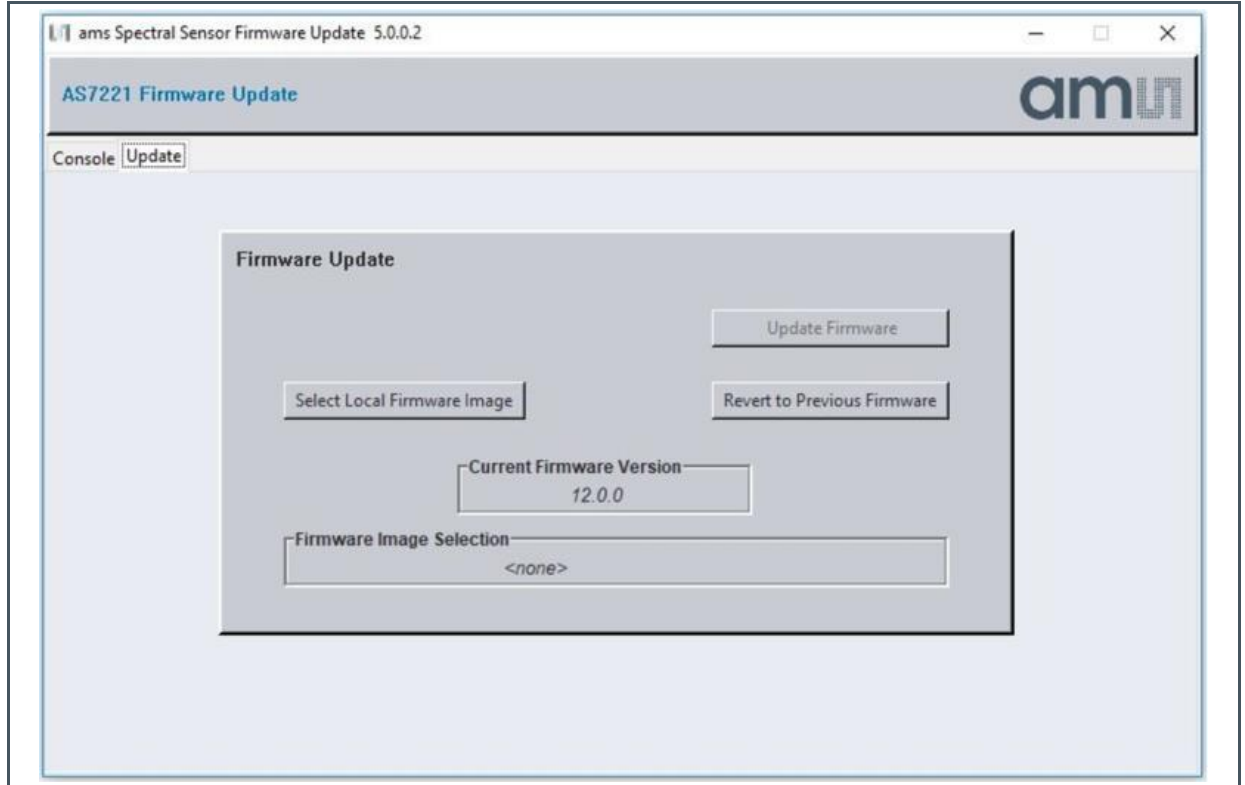 ams Spectral Sensor Firmware Update 5.0.0.2
AS7221 Firmware Update
am
Console Update
Firmware Update
Update Firmware
Select Local Firmware Image Revert to Previous Firmware
Current Firmware Version
12.0.0
Firmware Image Selection
<none>